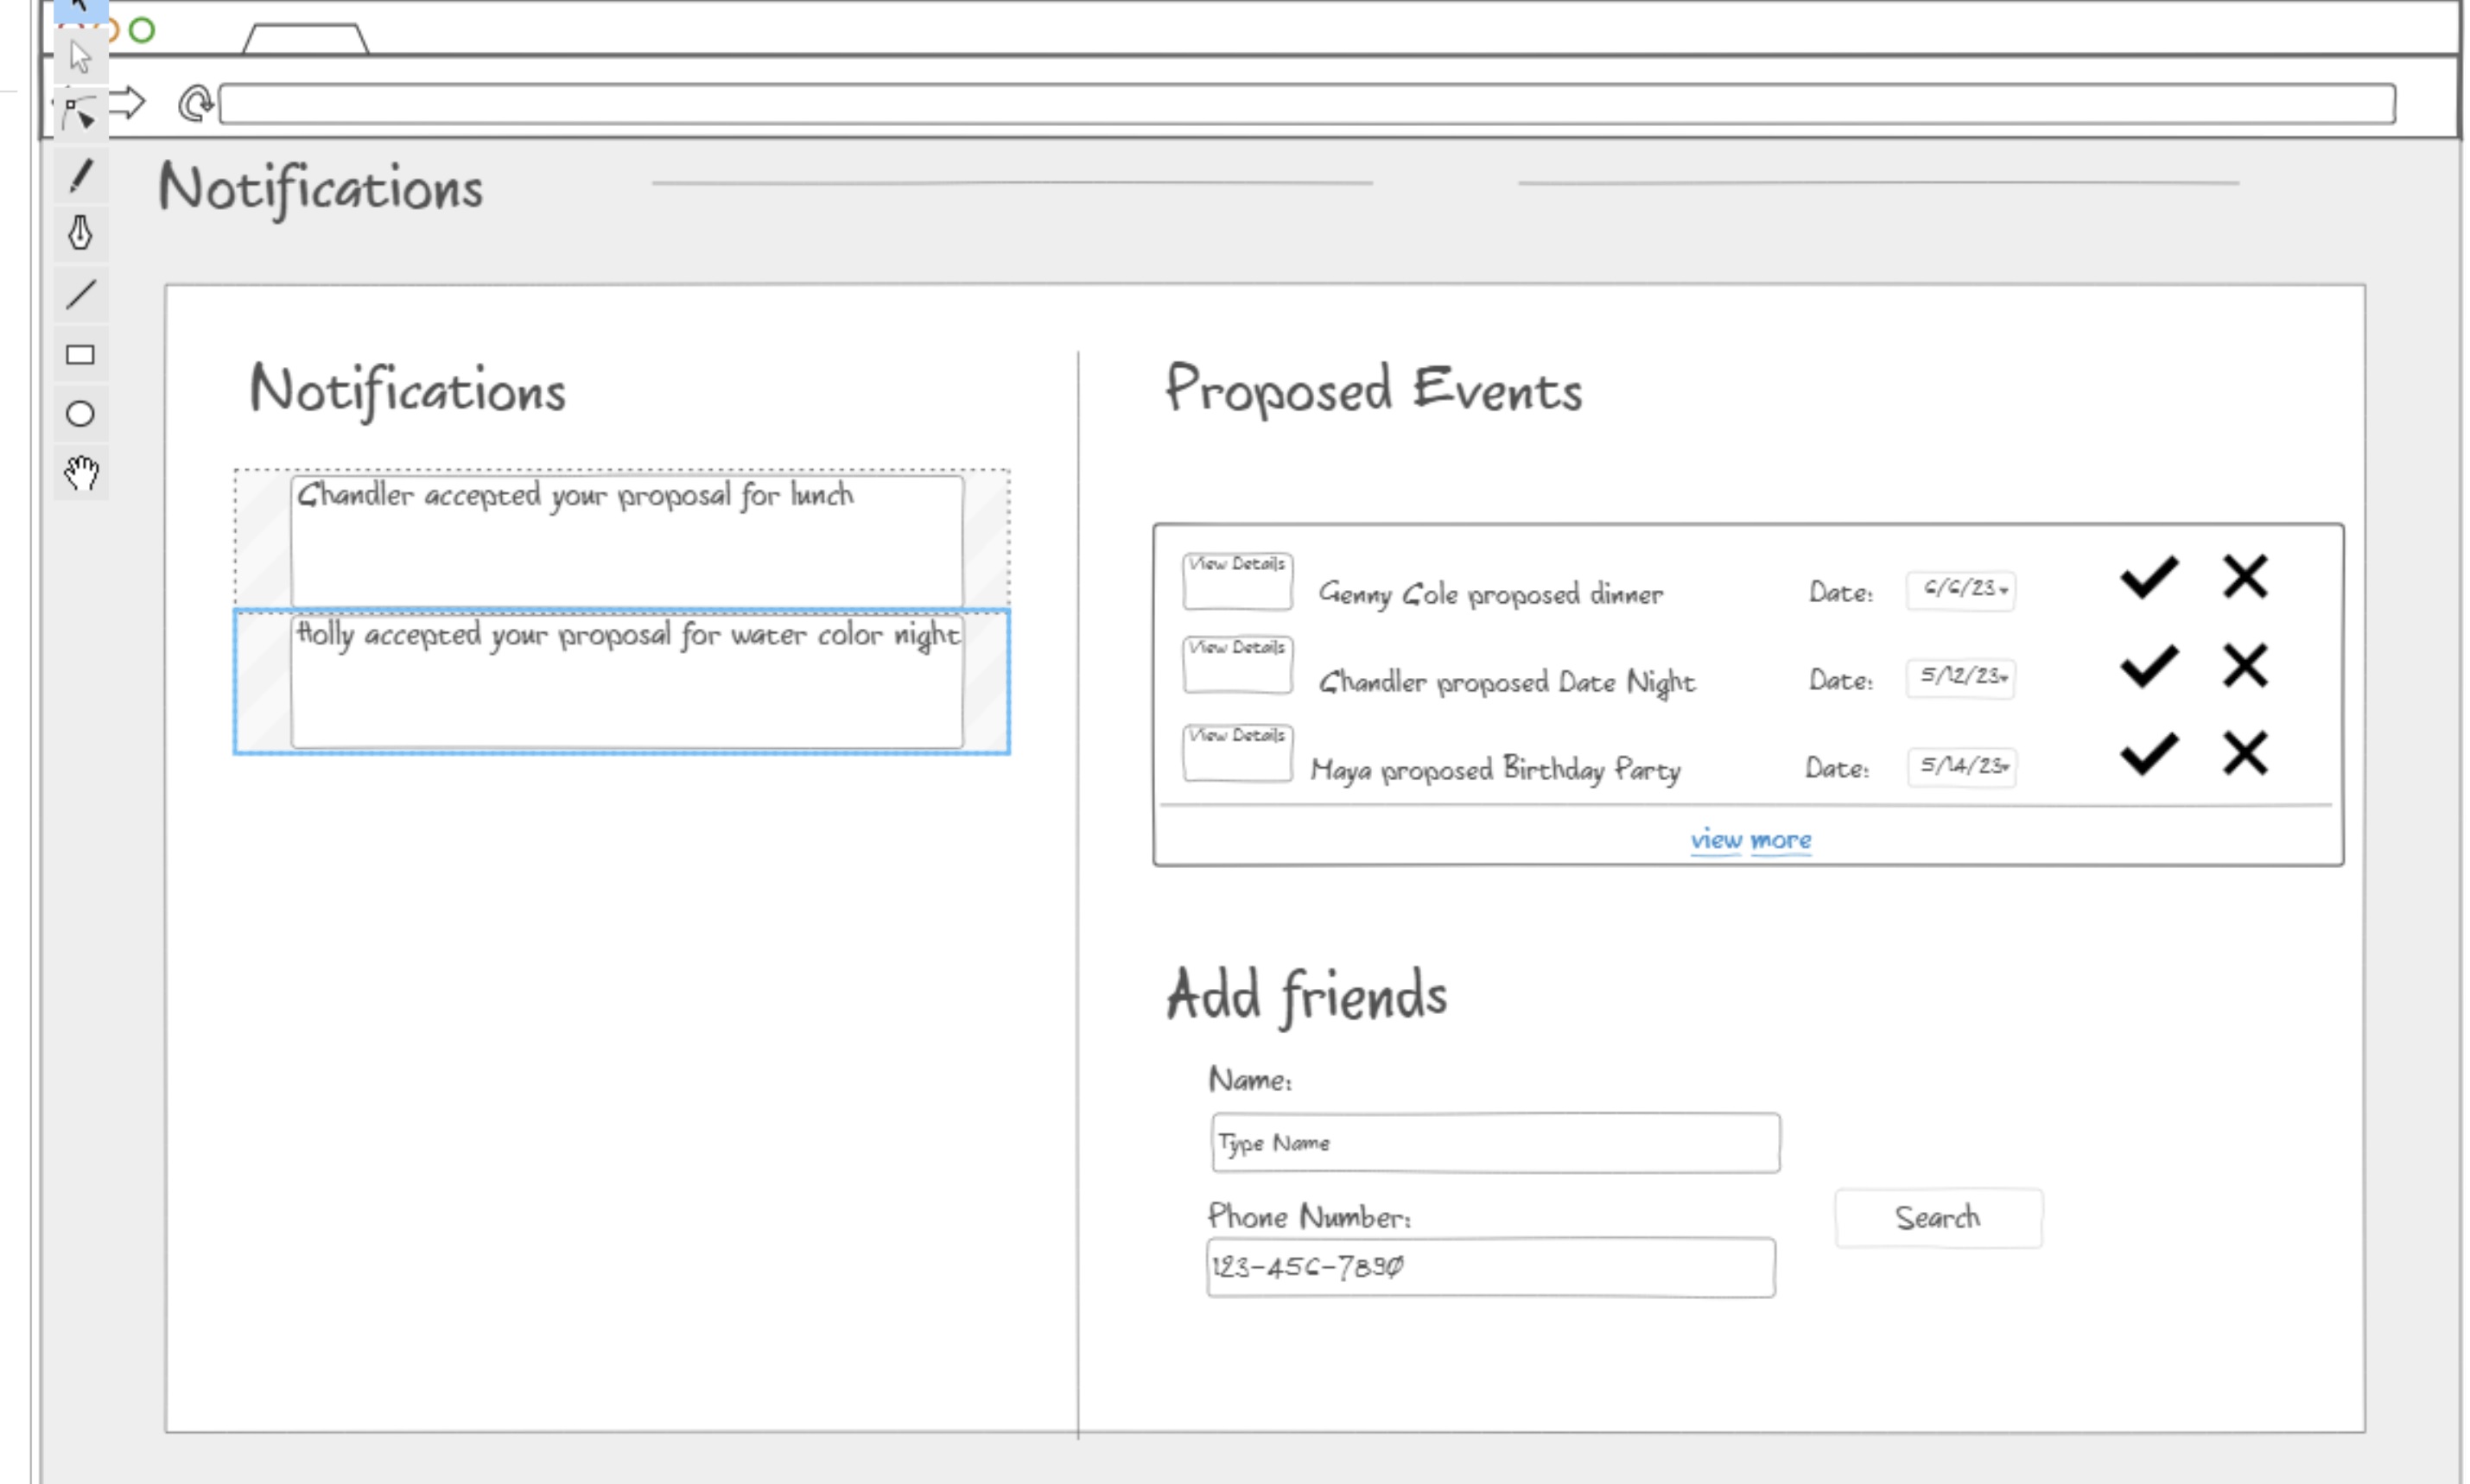 Notifications
Notifications
Chandler accepted your proposal for lunch
Holly accepted your proposal for water color night
Proposed Events
View Details
Genny Cole proposed dinner
Date:
6/6/23
View Details
Chandler proposed Date Night
Date:
5/12/23
View Details
Maya proposed Birthday Party
Date:
5/14/23
view more
Add friends
Name:
Type Name
Phone Number:
123-456-7890
Search